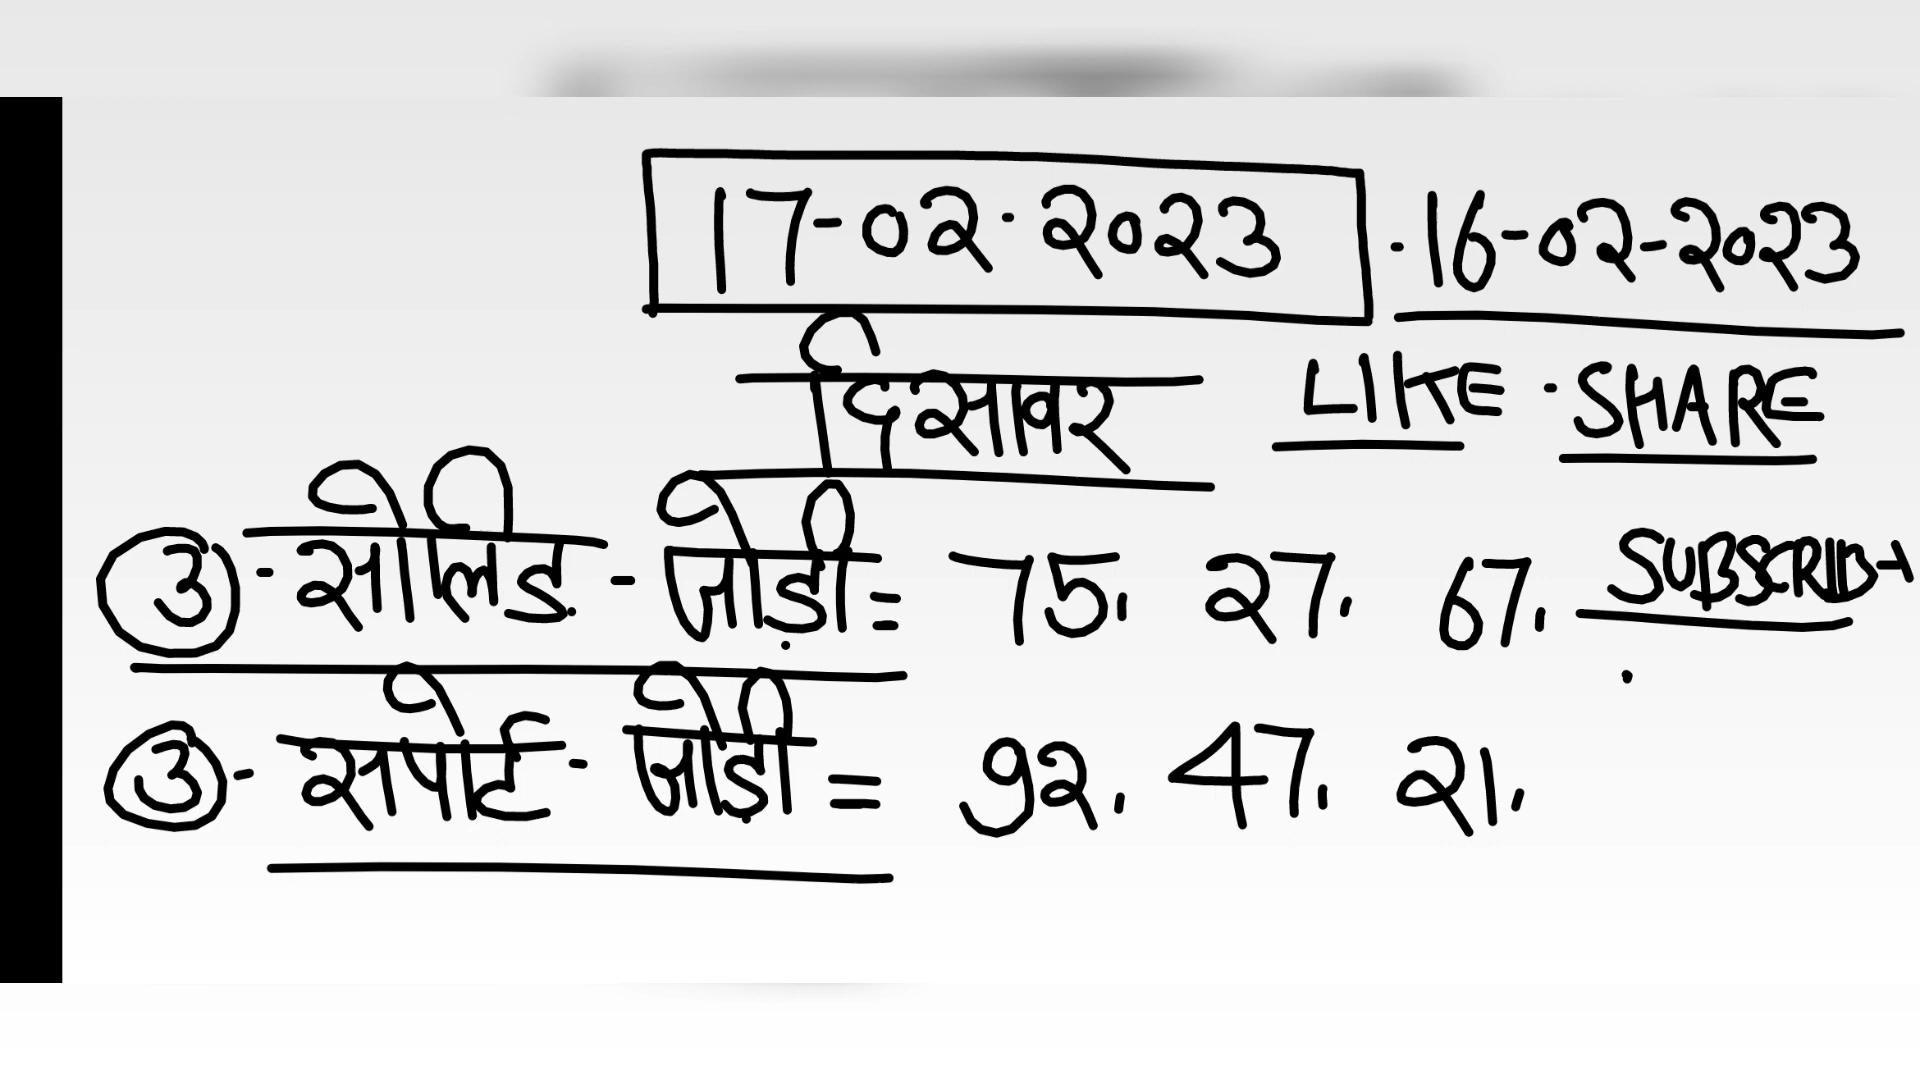 17-02-2023 - 16-02-2023
दिसावर LIKE - SHARE
3 - सोलिड - जोडी़ = 75. 27. 67. SUBSCRIB
3 - सपोर्ट - जोडी़ = 92. 47. 21.